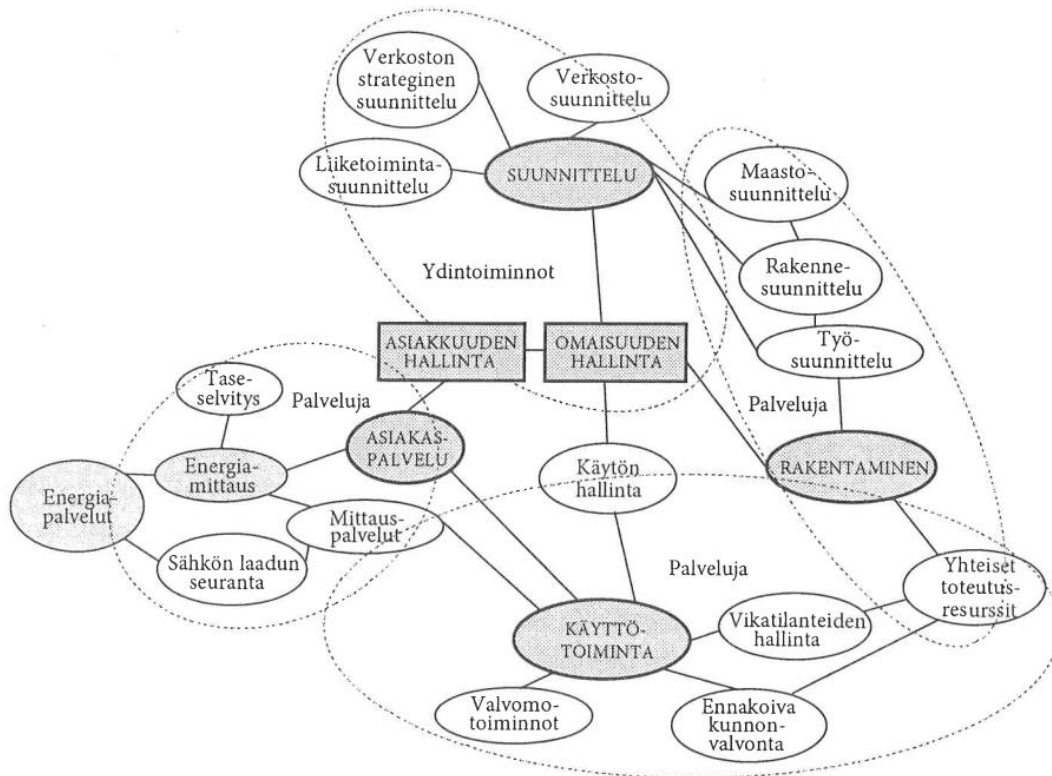 Verkoston
strateginen
suunnittelu
Verkosto-
suunnittelu
Liiketoiminta-
suunnittelu
SUUNNITTELU
Maasto-
suunnittelu
Rakenne-
suunnittelu
Ydintoiminnot
ASIAKKUUDEN
HALLINTA
OMAISUUDEN
HALLINTA
Työ-
suunnittelu
Tase-
selvitys
Palveluja
Palveluja
ASIAKAS-
PALVELU
RAKENTAMINEN
Energia-
mittaus
Käytön
hallinta
Energia-
palvelut
Mittaus-
palvelut
Sähkön laadun
seuranta
Palveluja
Yhteiset
toteutus-
resurssit
Vikatilanteiden
hallinta
KÄYTTÖ-
TOIMINTA
Valvomo-
toiminnot
Ennakoiva
kunnon-
valvonta